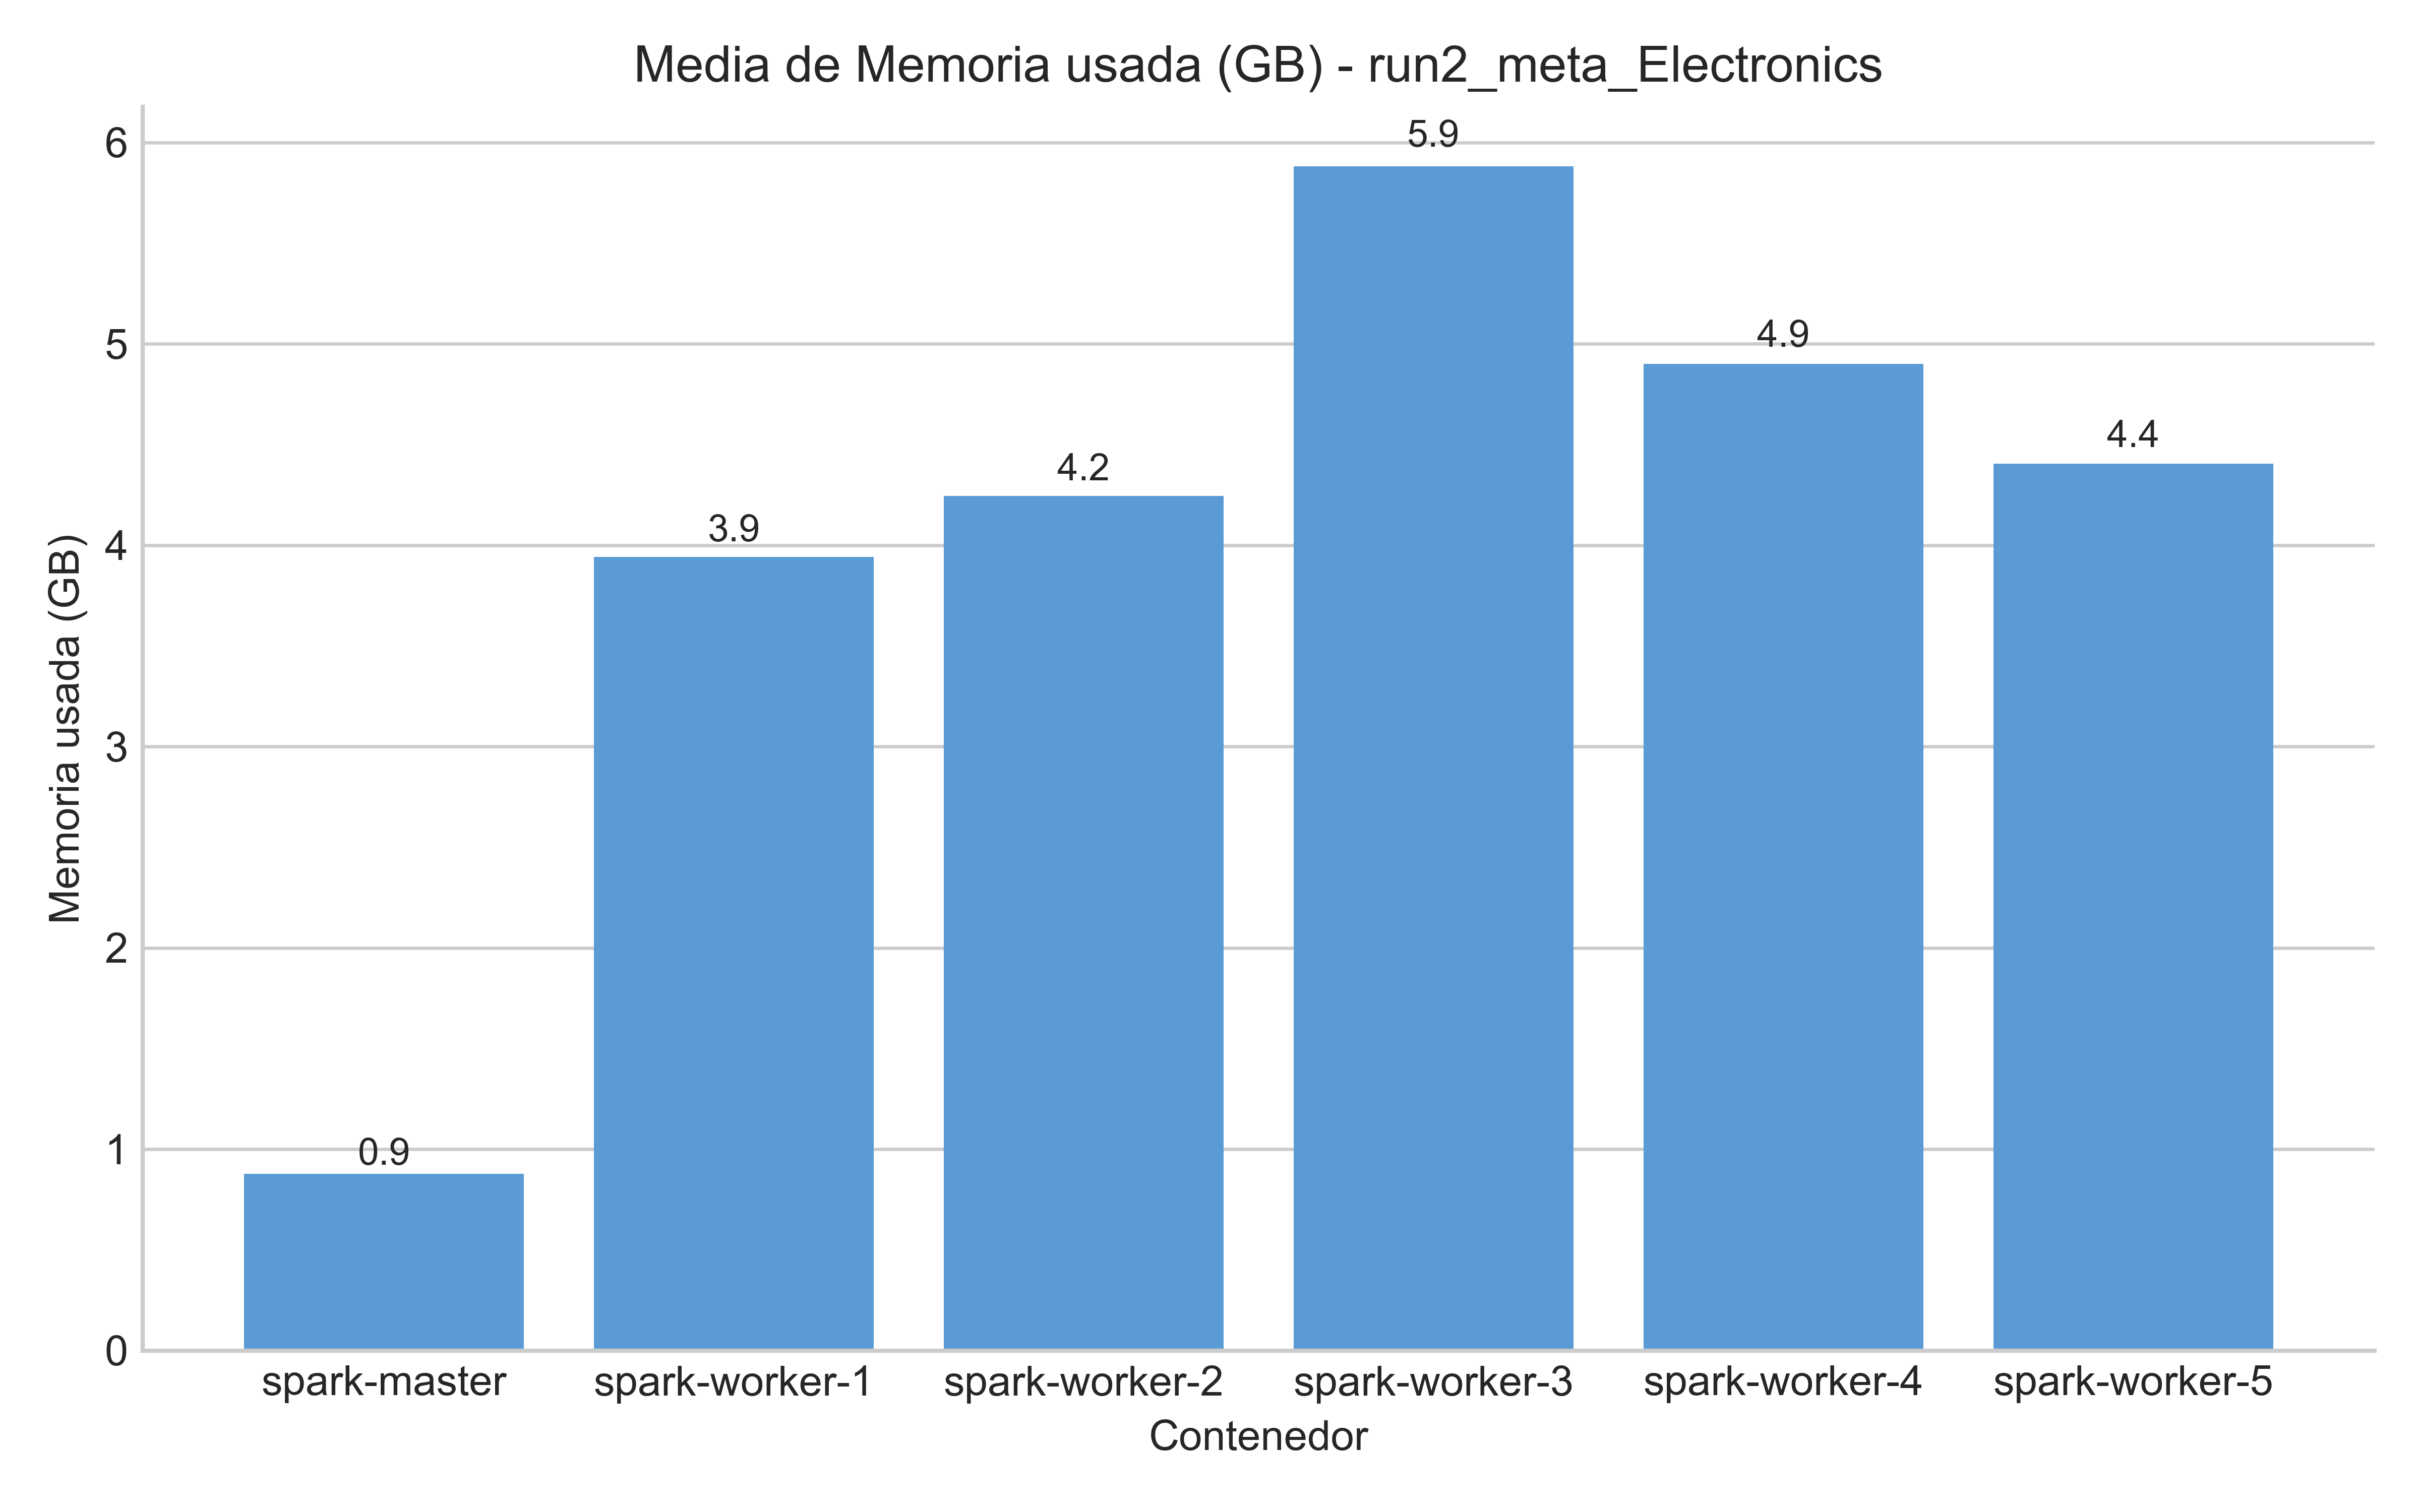 Media de Memoria usada (GB) - run2_meta_Electronics
Memoria usada (GB)
6
5
4
3
2
1
0
0.9
3.9
4.2
5.9
4.9
4.4
spark-master
spark-worker-1
spark-worker-2
spark-worker-3
spark-worker-4
spark-worker-5
Contenedor